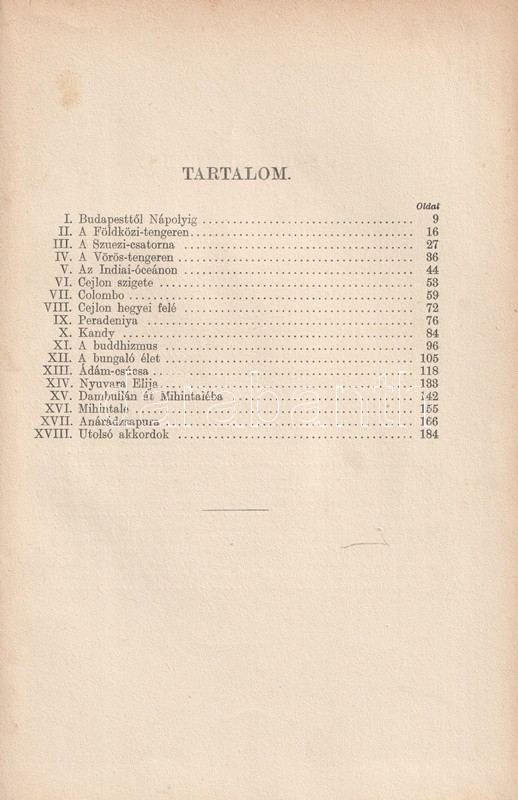 TARTALOM.
Oldal
I. Budapesttől Nápolyig 9
II. A Földközi-tengeren 16
III. A Szuezi-csatorna 27
IV. A Vörös-tengeren 36
V. Az Indiai-óceánon 44
VI. Cejlon szigete 53
VII. Colombo 59
VIII. Cejlon hegyei felé 72
IX. Peradeniya 76
X. Kandy 84
XI. A buddhizmus 96
XII. A bungaló élet 105
XIII. Ádám-csúcsa 118
XIV. Nyuvara Elija 133
XV. Dambullán át Mihintaléba 142
XVI. Mihintale 155
XVII. Anárádzsapura 166
XVIII. Utolsó akkordok 184
darabanth